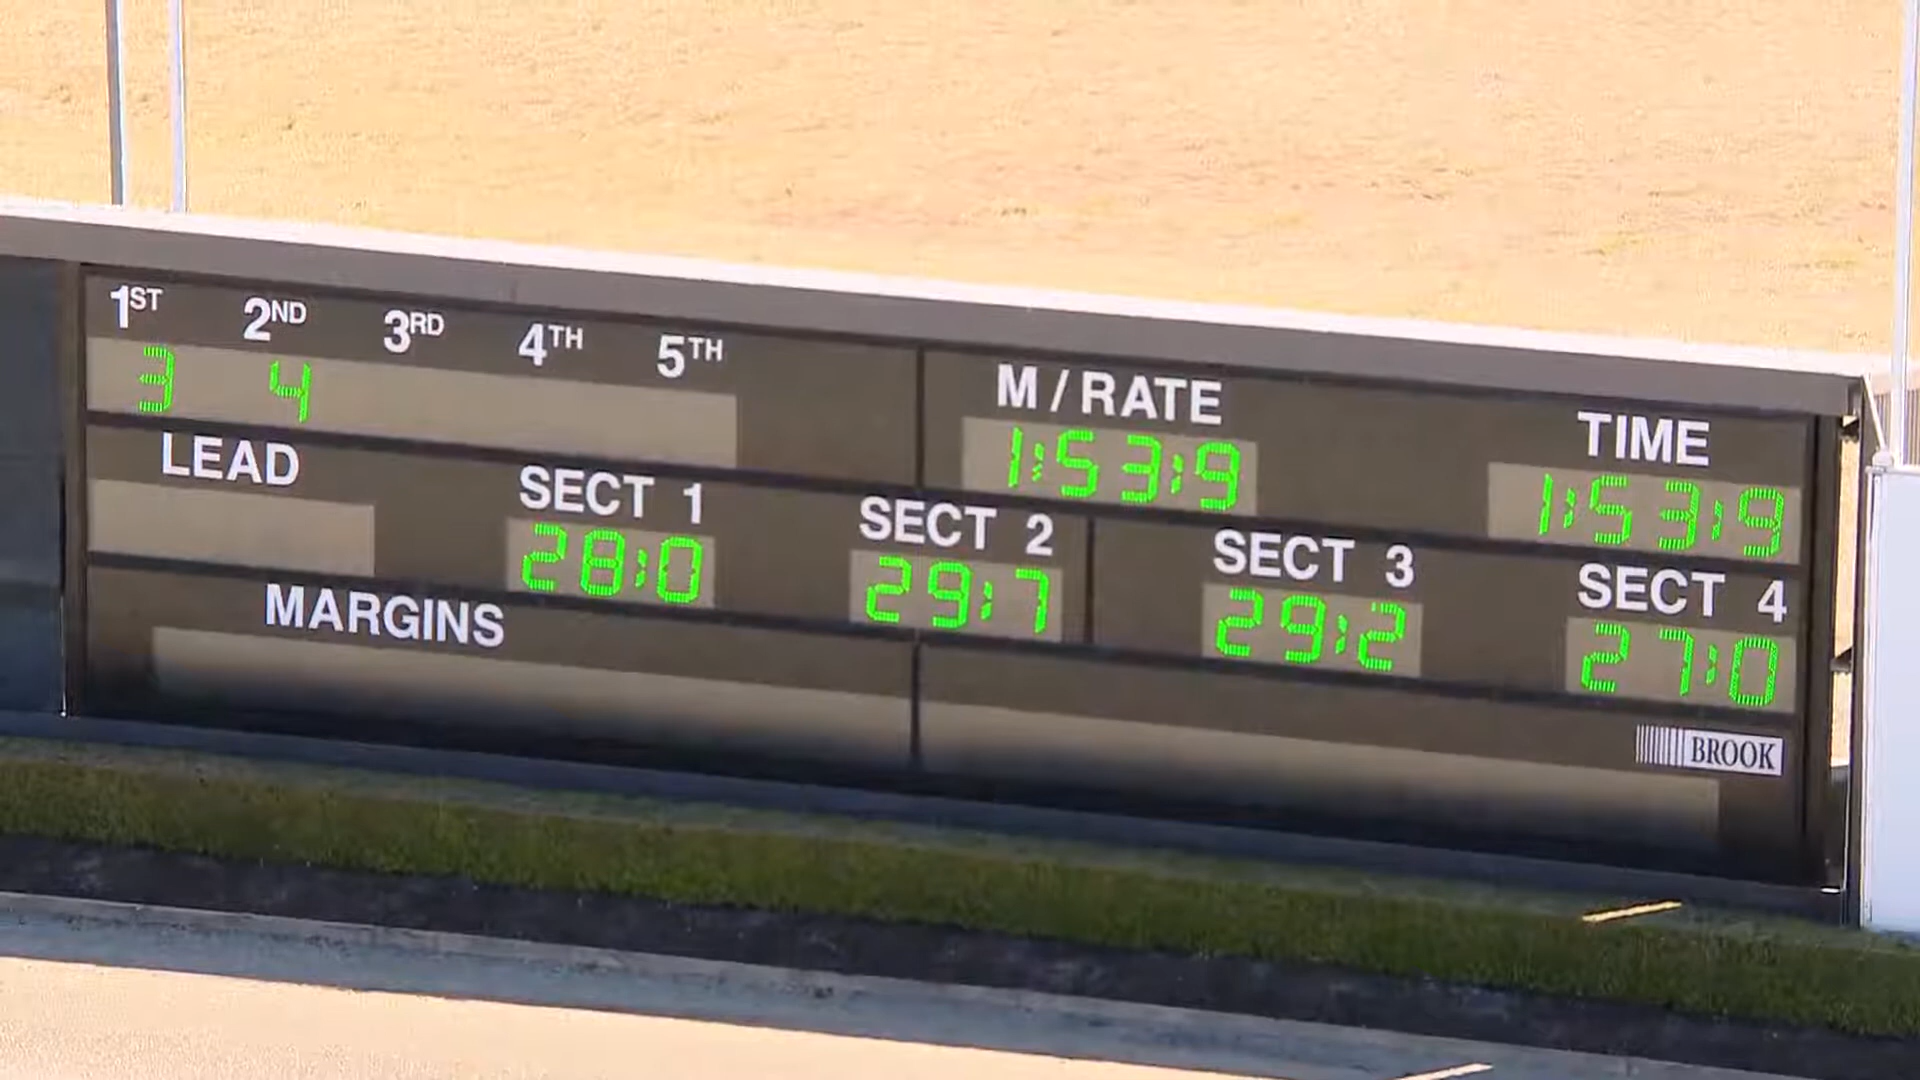 1ST 2ND 3RD 4TH 5TH
3 4
M / RATE TIME
1:53:9 1:53:9
LEAD SECT 1 SECT 2 SECT 3 SECT 4
28:0 29:7 29:2 27:0
MARGINS
BROOK